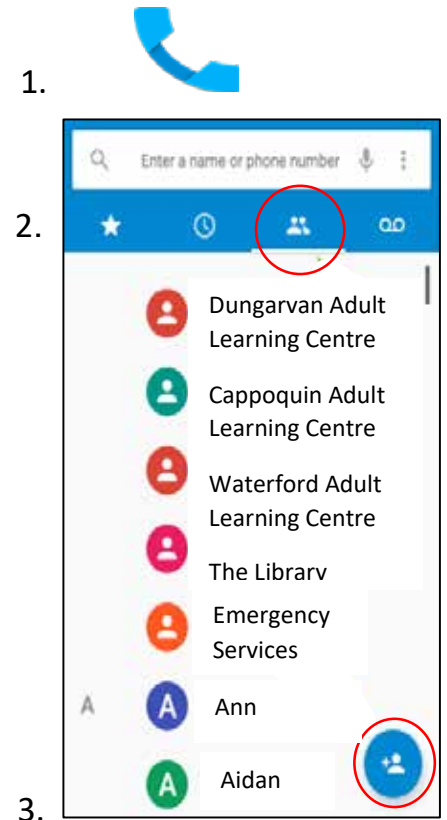 1.
Enter a name or phone number
2.
Dungarvan Adult
Learning Centre
Cappoquin Adult
Learning Centre
Waterford Adult
Learning Centre
The Library
Emergency
Services
A
A Ann
A Aidan
3.